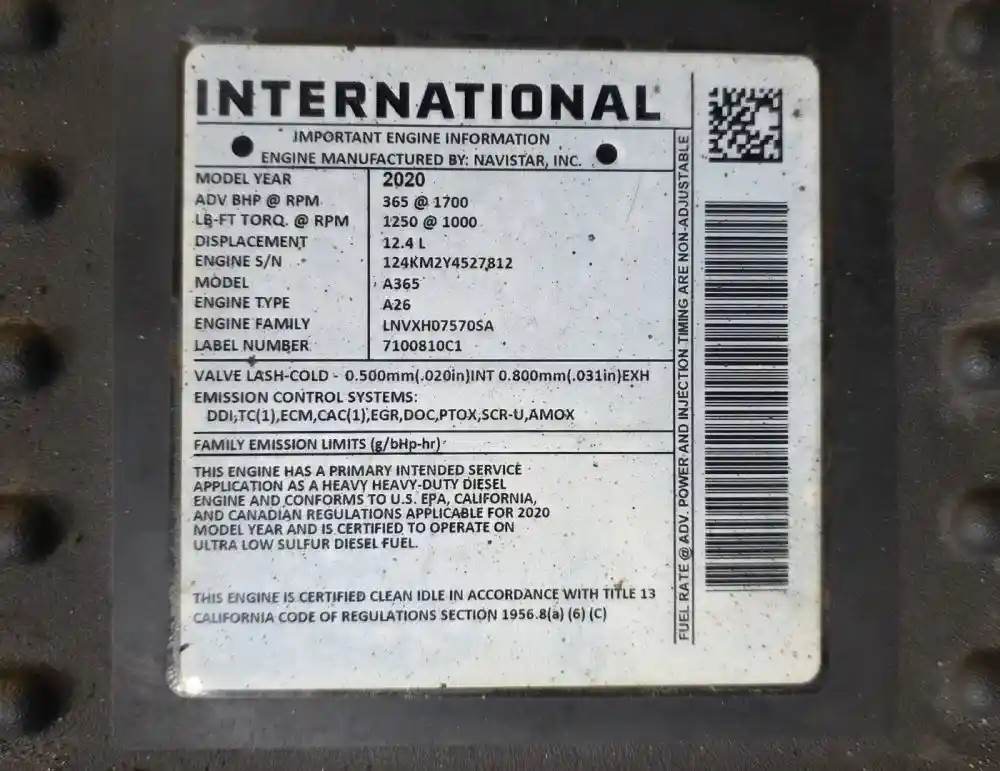 INTERNATIONAL
IMPORTANT ENGINE INFORMATION
ENGINE MANUFACTURED BY: NAVISTAR, INC.
MODEL YEAR 2020
ADV BHP @ RPM 365 @ 1700
LB-FT TORQ. @ RPM 1250 @ 1000
DISPLACEMENT 12.4 L
ENGINE S/N 124KM2Y4527812
MODEL A365
ENGINE TYPE A26
ENGINE FAMILY LNVXH07570SA
LABEL NUMBER 7100810C1
VALVE LASH-COLD - 0.500mm(.020in)INT 0.800mm(.031in)EXH
EMISSION CONTROL SYSTEMS:
DDI,TC(1),ECM,CAC(1),EGR,DOC,PTOX,SCR-U,AMOX
FAMILY EMISSION LIMITS (g/bHp-hr)
THIS ENGINE HAS A PRIMARY INTENDED SERVICE
APPLICATION AS A HEAVY HEAVY-DUTY DIESEL
ENGINE AND CONFORMS TO U.S. EPA, CALIFORNIA,
AND CANADIAN REGULATIONS APPLICABLE FOR 2020
MODEL YEAR AND IS CERTIFIED TO OPERATE ON
ULTRA LOW SULFUR DIESEL FUEL.
THIS ENGINE IS CERTIFIED CLEAN IDLE IN ACCORDANCE WITH TITLE 13
CALIFORNIA CODE OF REGULATIONS SECTION 1956.8(a) (6) (C)
FUEL RATE @ ADV. POWER AND INJECTION TIMING ARE NON-ADJUSTABLE